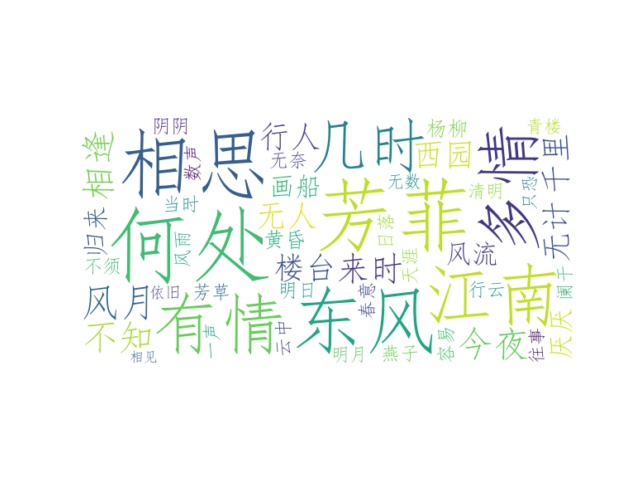 阴阴
杨柳
青楼
相逢
相思
数声
行人
无奈
几时
西园
多情
千里
无计
只恐
归来
当时
画船
无数
清明
何处
风雨
无人
黄昏
芳菲
日落
不须
楼台
来时
天涯
风流
风月
依旧
芳草
明日
春意
江南
行云
阑干
不知
有情
一声
云中
东风
今夜
容易
往事
厌厌
相见
明月
燕子